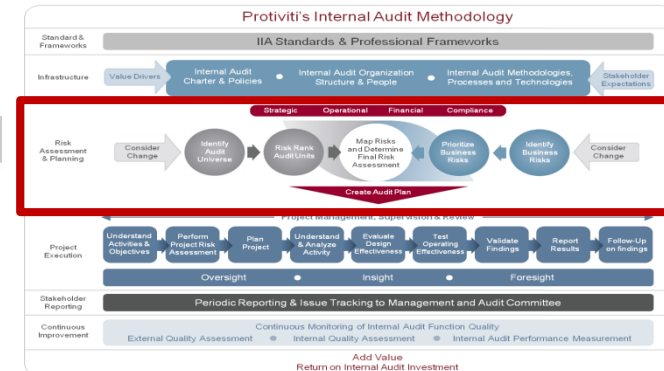 Protiviti's Internal Audit Methodology
Standard &
Frameworks
IIA Standards & Professional Frameworks
Infrastructure
Value Drivers
Internal Audit
Charter & Policies
Internal Audit Organization
Structure & People
Internal Audit Methodologies,
Processes and Technologies
Stakeholder
Expectations
Strategic Operational Financial Compliance
Risk
Assessment
& Planning
Consider
Change
Identify
Audit
Universe
Risk Rank
Audit Units
Map Risks
and Determine
Final Risk
Assessment
Prioritize
Business
Risks
Identify
Business
Risks
Consider
Change
Create Audit Plan
Project Management, Supervision & Review
Project
Execution
Understand
Activities &
Objectives
Perform
Project Risk
Assessment
Plan
Project
Understand
& Analyze
Activity
Evaluate
Design
Effectiveness
Test
Operating
Effectiveness
Validate
Findings
Report
Results
Follow-Up
on findings
Oversight
Insight
Foresight
Stakeholder
Reporting
Periodic Reporting & Issue Tracking to Management and Audit Committee
Continuous
Improvement
Continuous Monitoring of Internal Audit Function Quality
External Quality Assessment
Internal Quality Assessment
Internal Audit Performance Measurement
Add Value
Return on Internal Audit Investment